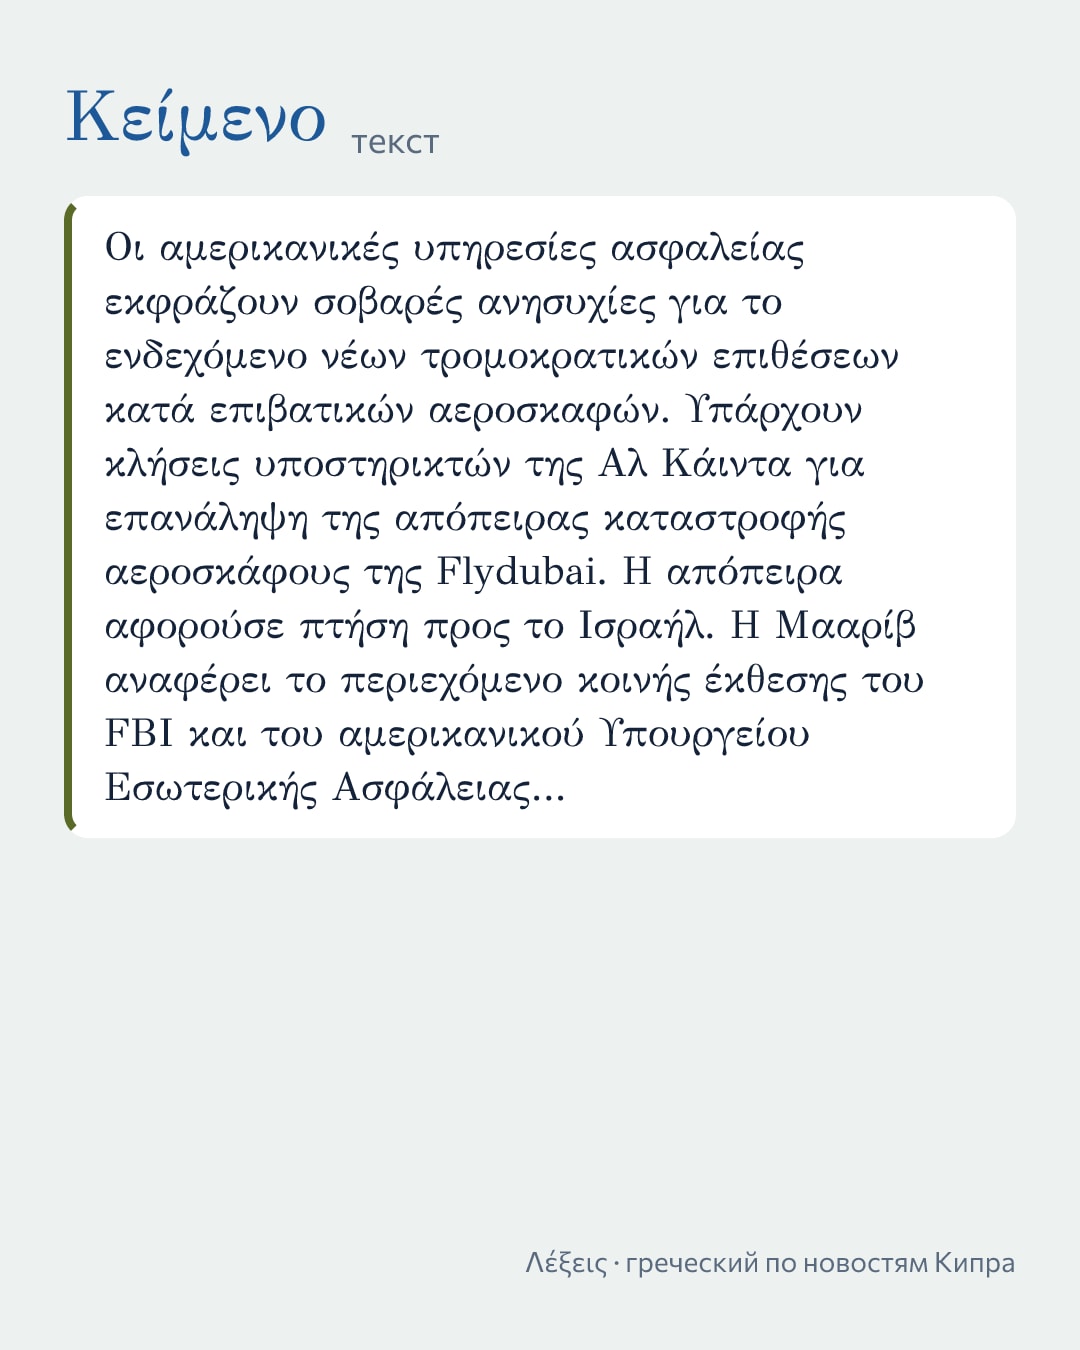 Κείμενο текст
Οι αμερικανικές υπηρεσίες ασφαλείας
εκφράζουν σοβαρές ανησυχίες για το
ενδεχόμενο νέων τρομοκρατικών επιθέσεων
κατά επιβατικών αεροσκαφών. Υπάρχουν
κλήσεις υποστηρικτών της Αλ Κάιντα για
επανάληψη της απόπειρας καταστροφής
αεροσκάφους της Flydubai. Η απόπειρα
αφορούσε πτήση προς το Ισραήλ. Η Μααρίβ
αναφέρει το περιεχόμενο κοινής έκθεσης του
FBI και του αμερικανικού Υπουργείου
Εσωτερικής Ασφάλειας...
Λέξεις · греческий по новостям Кипра